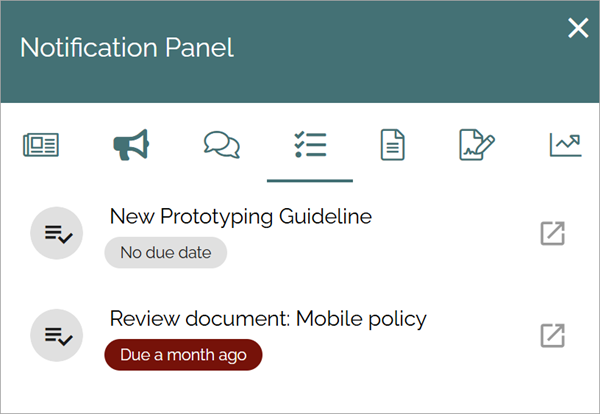 Notification Panel
New Prototyping Guideline
No due date
Review document: Mobile policy
Due a month ago